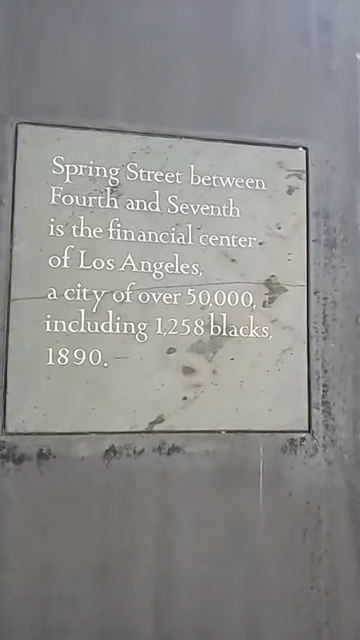 Spring Street between
Fourth and Seventh
is the financial center
of Los Angeles,
a city of over 50,000,
including 1,258 blacks,
1890.